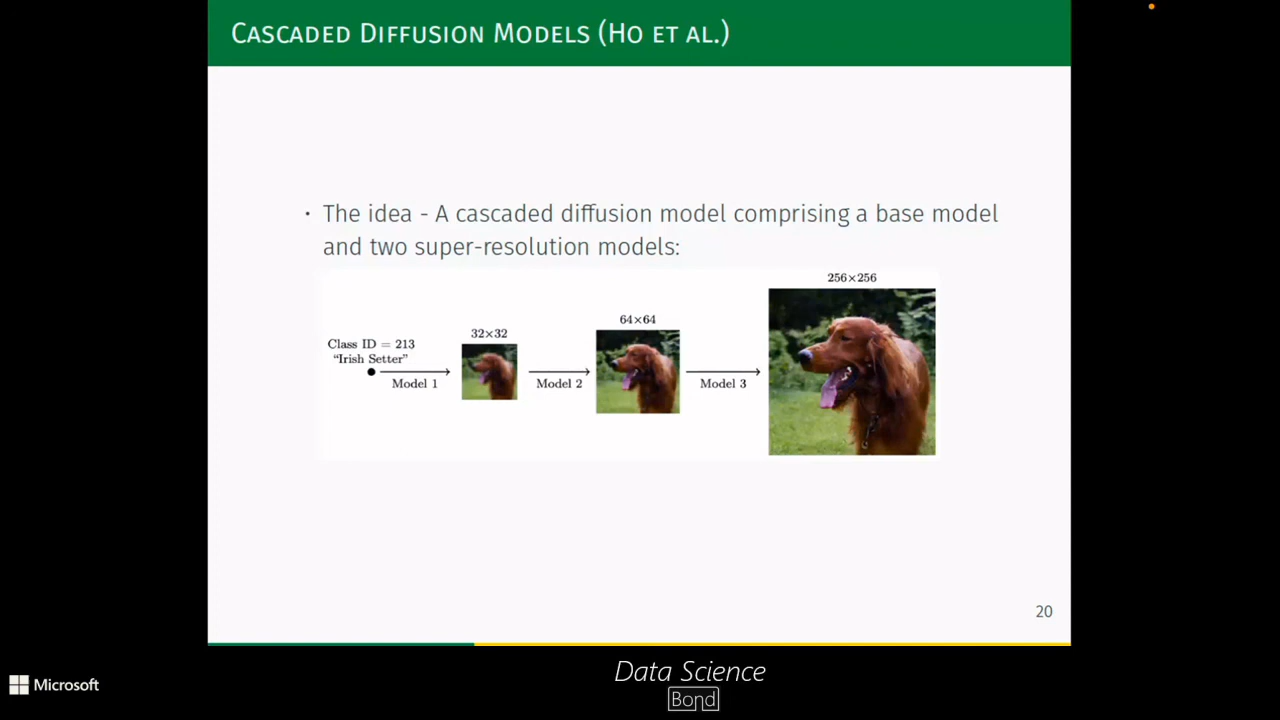 Cascaded Diffusion Models (Ho et al.)
• The idea - A cascaded diffusion model comprising a base model
and two super-resolution models:
Class ID = 213
“Irish Setter”
Model 1
32×32
Model 2
64×64
Model 3
256×256
20
Microsoft
Data Science
Bond